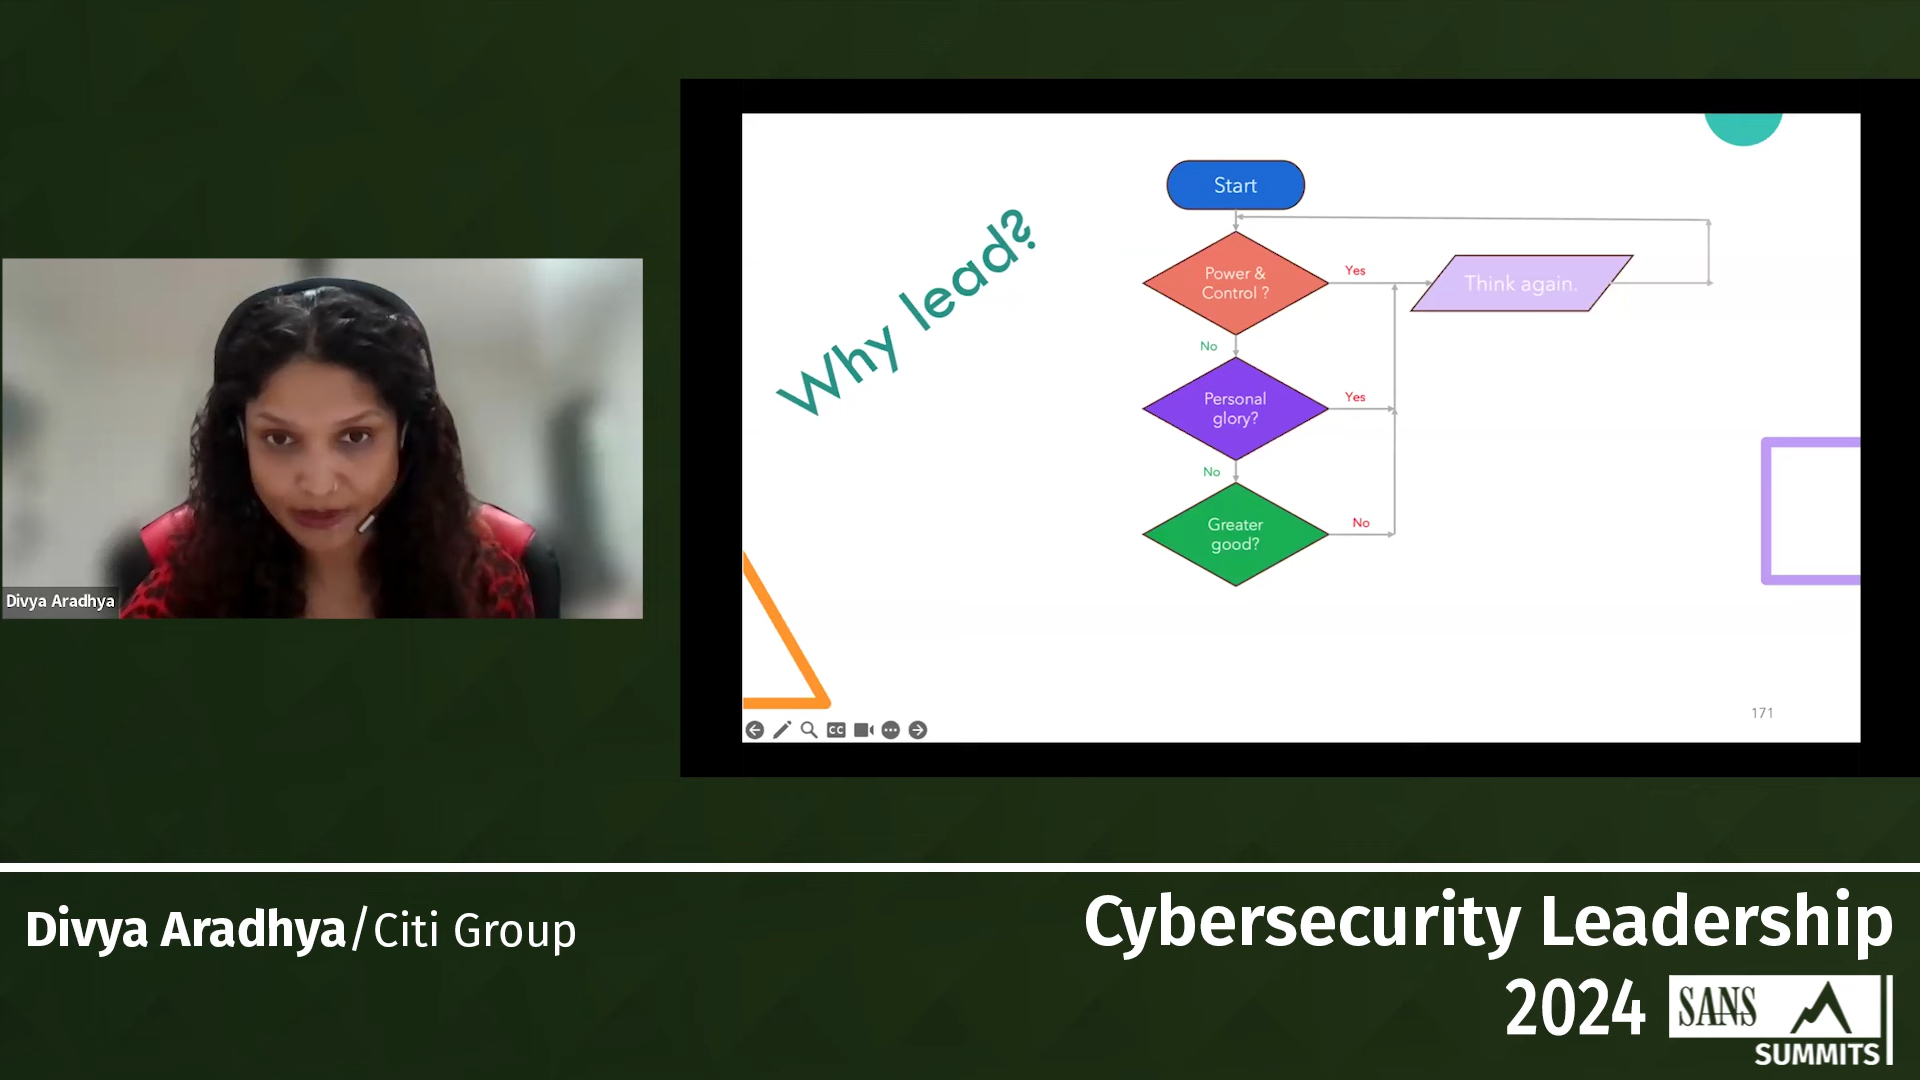 Why lead?
Start
Power &
Control ?
Yes
Think again.
No
Personal
glory?
Yes
No
Greater
good?
No
171
CC
Divya Aradhya
Divya Aradhya/Citi Group
Cybersecurity Leadership
2024
SANS
SUMMITS